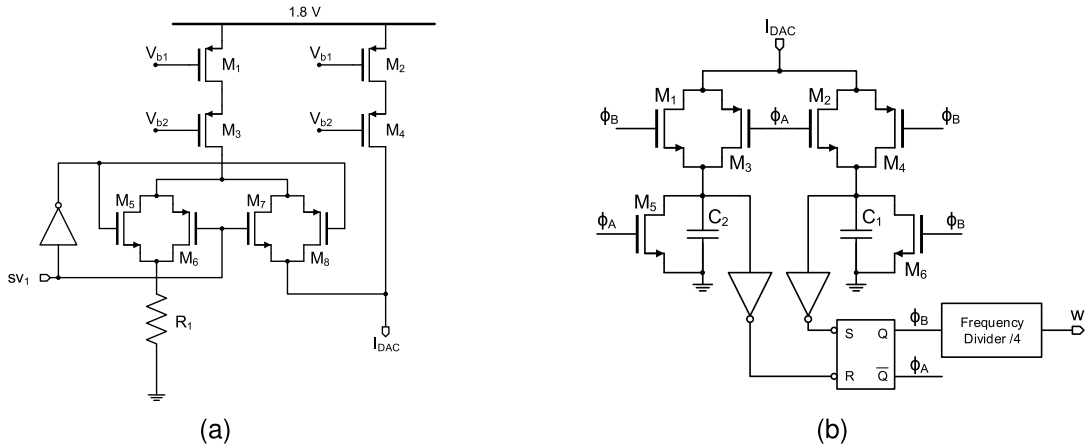 1.8 V
V_b1
M_1
V_b1
M_2
V_b2
M_3
V_b2
M_4
M_5
M_7
M_6
M_8
sv_1
R_1
I_DAC
(a)
I_DAC
M_1
M_2
ϕ_B
ϕ_A
ϕ_B
M_3
M_4
M_5
C_2
C_1
ϕ_A
ϕ_B
M_6
S Q
R Q̅
ϕ_B
ϕ_A
Frequency
Divider /4
w
(b)